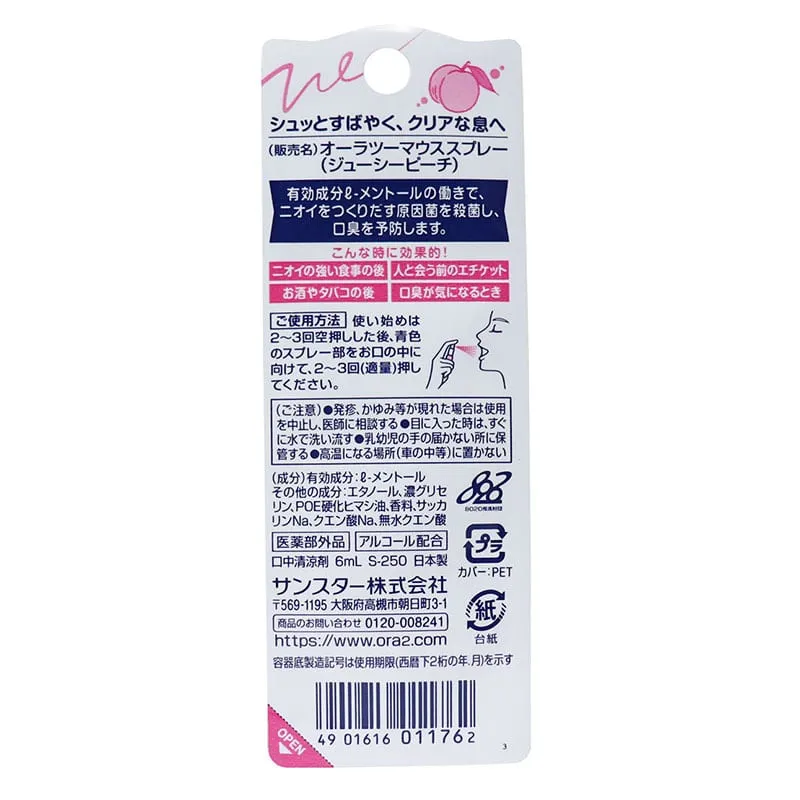 シュッとすばやく、クリアな息へ
(販売名)オーラツーマウススプレー
(ジューシーピーチ)
有効成分ℓ-メントールの働きで、
ニオイをつくりだす原因菌を殺菌し、
口臭を予防します。
こんな時に効果的!
ニオイの強い食事の後 人と会う前のエチケット
お酒やタバコの後 口臭が気になるとき
ご使用方法 使い始めは
2〜3回空押しした後、青色
のスプレー部をお口の中に
向けて、2〜3回(適量)押し
てください。
(ご注意)●発疹、かゆみ等が現れた場合は使用
を中止し、医師に相談する ●目に入った時は、すぐ
に水で洗い流す ●乳幼児の手の届かない所に保
管する ●高温になる場所(車の中等)に置かない
(成分)有効成分:ℓ-メントール
その他の成分:エタノール、濃グリセ
リン、POE硬化ヒマシ油、香料、サッカ
リンNa、クエン酸Na、無水クエン酸
8020
8020推進財団
医薬部外品 アルコール配合
口中清涼剤 6mL S-250 日本製
プラ
カバー:PET
サンスター株式会社
〒569-1195 大阪府高槻市朝日町3-1
商品のお問い合わせ 0120-008241
https://www.ora2.com
紙
台紙
容器底製造記号は使用期限(西暦下2桁の年.月)を示す
4 901616 011762
OPEN
3